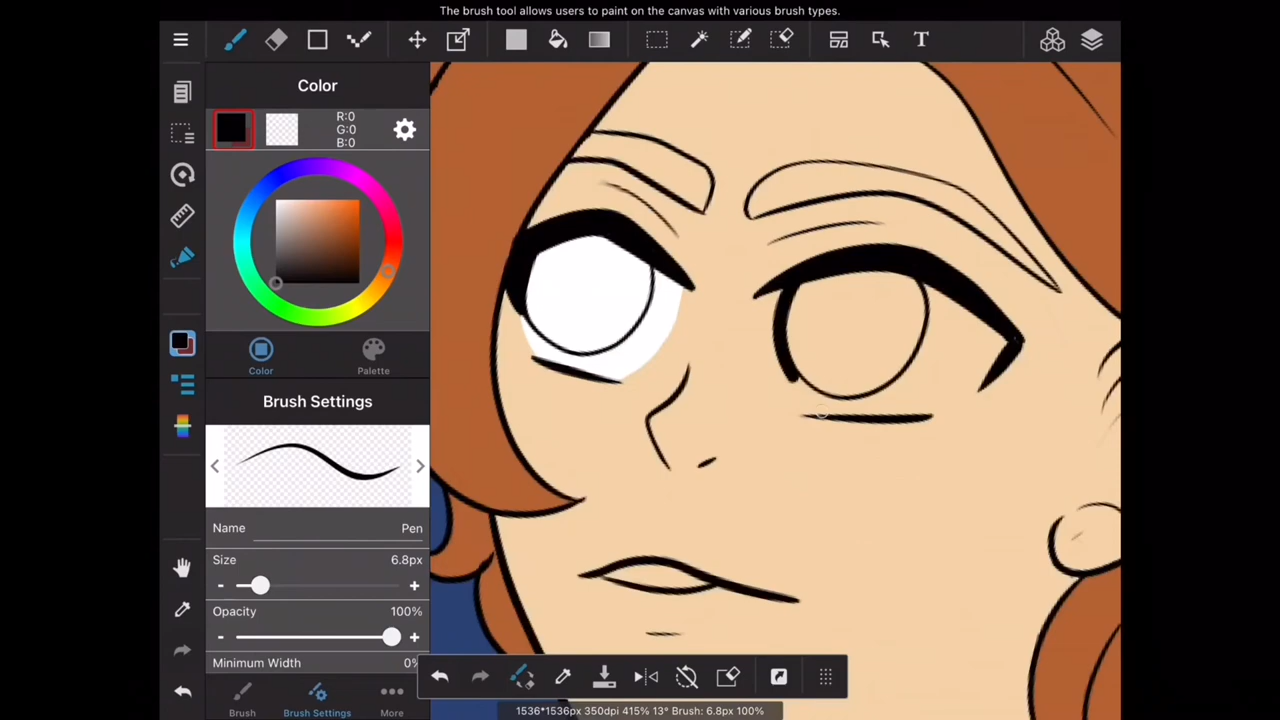 The brush tool allows users to paint on the canvas with various brush types.
T
Color
R:0
G:0
B:0
Color Palette
Brush Settings
Name Pen
Size 6.8px
- +
Opacity 100%
- +
Minimum Width 0%
Brush Brush Settings More
1536*1536px 350dpi 415% 13° Brush: 6.8px 100%